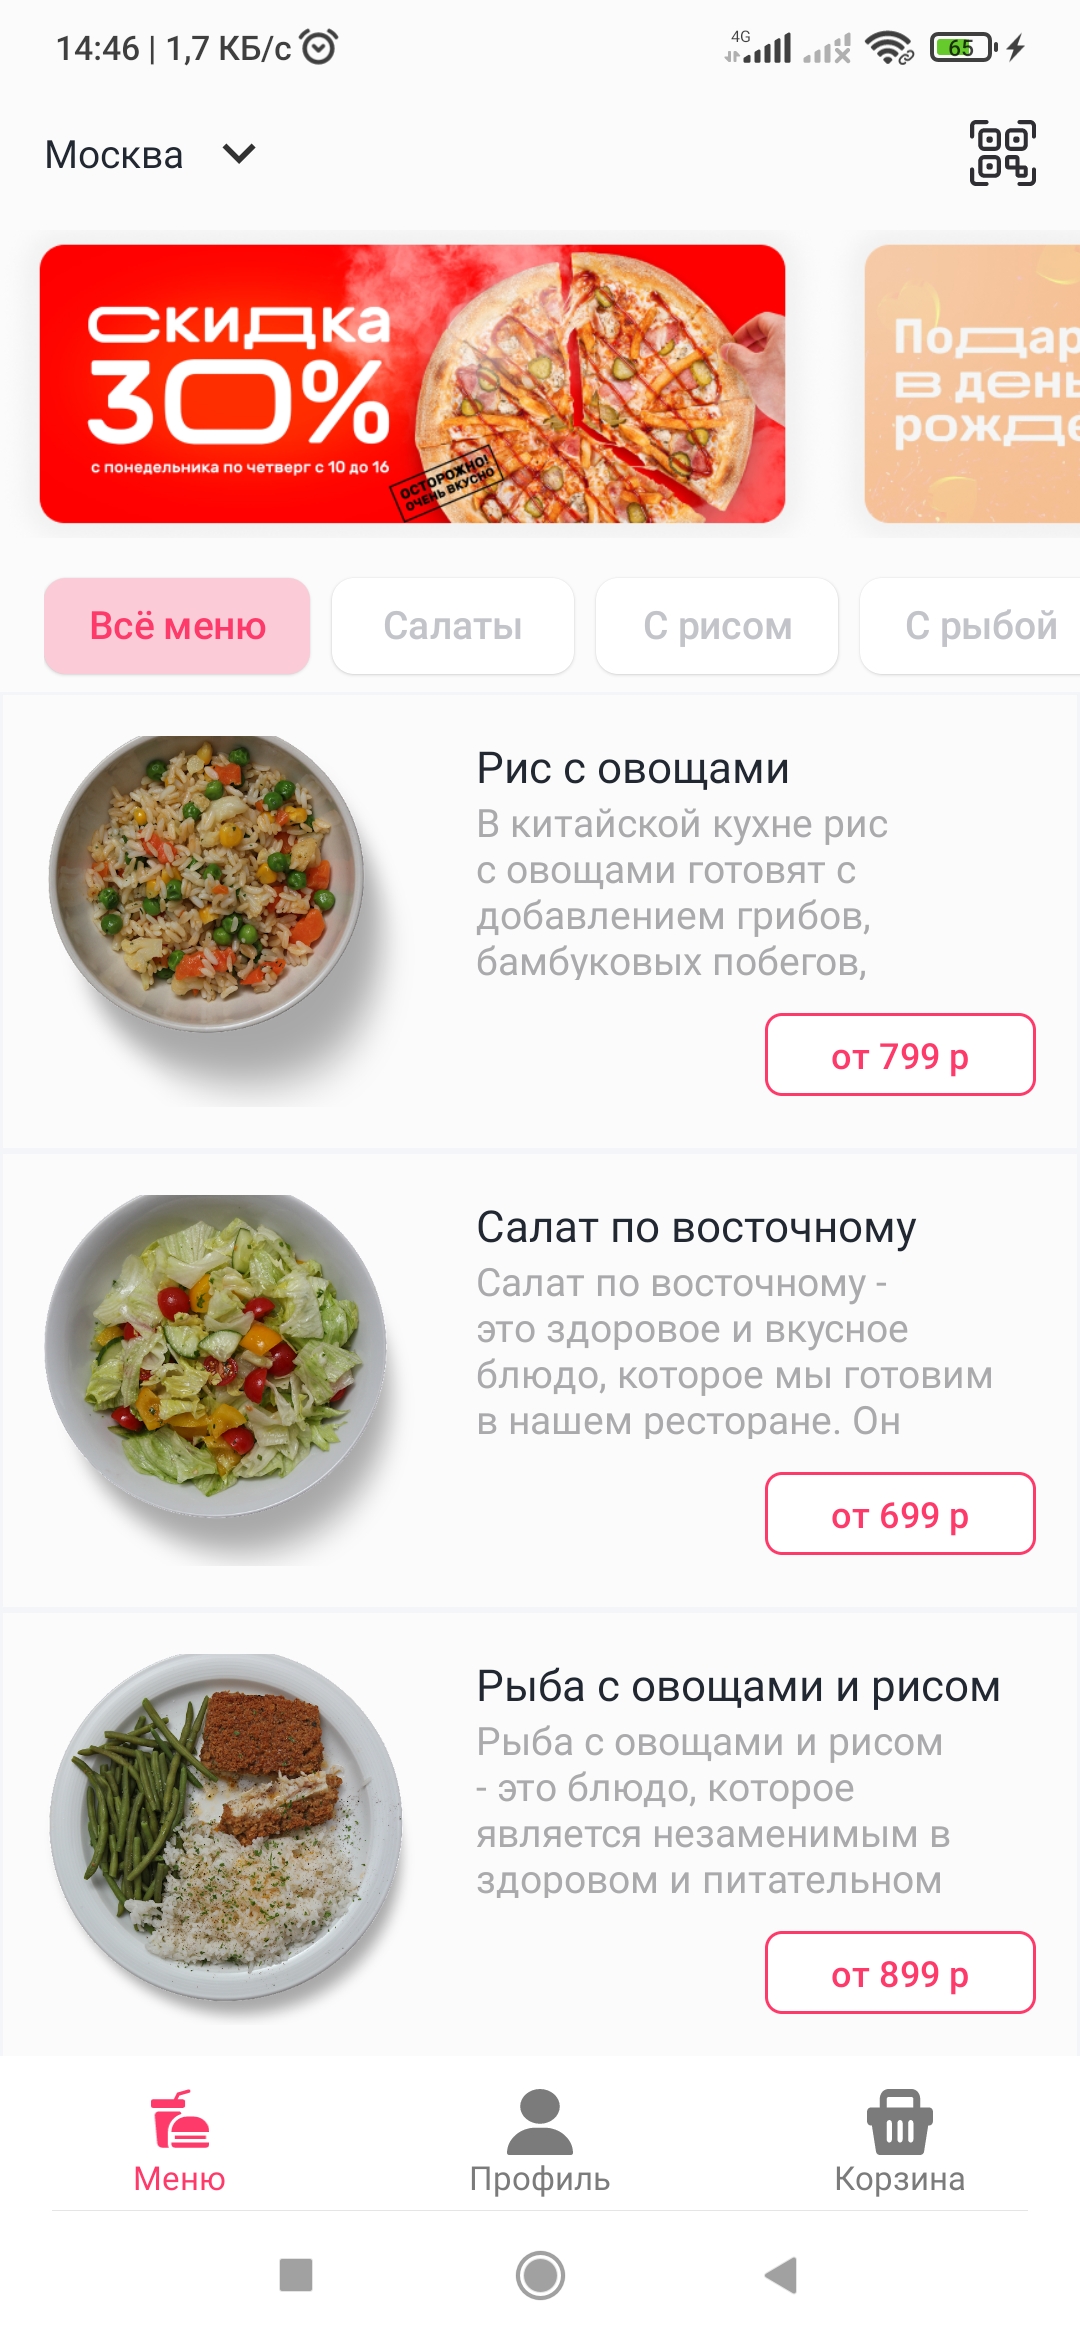 14:46 | 1,7 КБ/с
4G
65
Москва
скидка
30%
с понедельника по четверг с 10 до 16
ОСТОРОЖНО!
ОЧЕНЬ ВКУСНО
Подар
в день
рожде
Всё меню
Салаты
С рисом
С рыбой
Рис с овощами
В китайской кухне рис
с овощами готовят с
добавлением грибов,
бамбуковых побегов,
от 799 р
Салат по восточному
Салат по восточному -
это здоровое и вкусное
блюдо, которое мы готовим
в нашем ресторане. Он
от 699 р
Рыба с овощами и рисом
Рыба с овощами и рисом
- это блюдо, которое
является незаменимым в
здоровом и питательном
от 899 р
Меню
Профиль
Корзина